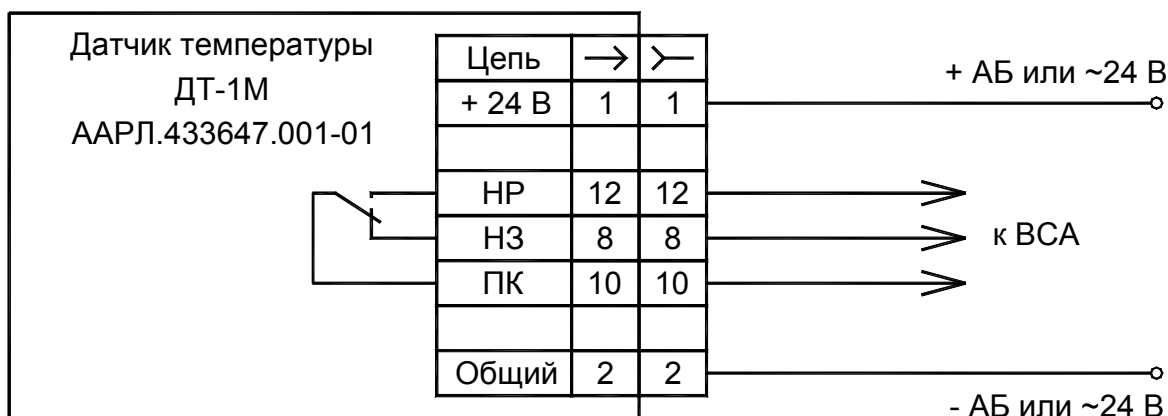 Датчик температуры
ДТ-1М
ААРЛ.433647.001-01
Цепь
+ 24 В 1 1
НР 12 12
НЗ 8 8
ПК 10 10
Общий 2 2
+ АБ или ~24 В
к ВСА
- АБ или ~24 В